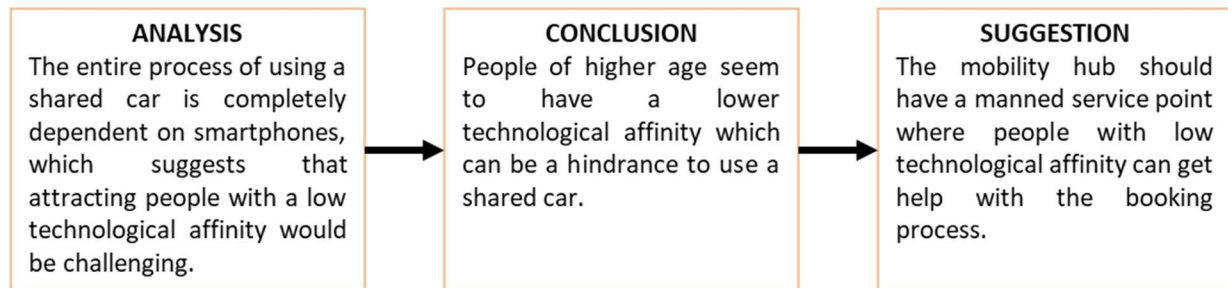 ANALYSIS
The entire process of using a
shared car is completely
dependent on smartphones,
which suggests that
attracting people with a low
technological affinity would
be challenging.
CONCLUSION
People of higher age seem
to have a lower
technological affinity which
can be a hindrance to use a
shared car.
SUGGESTION
The mobility hub should
have a manned service point
where people with low
technological affinity can get
help with the booking
process.